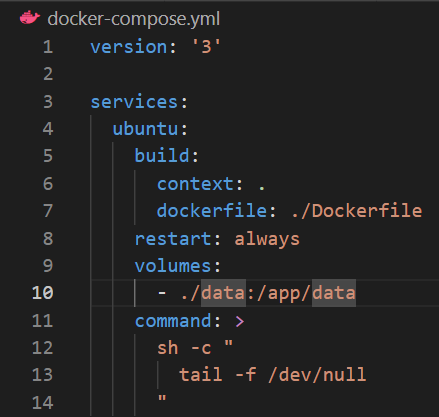 docker-compose.yml
1 version: '3'
2
3 services:
4   ubuntu:
5     build:
6       context: .
7       dockerfile: ./Dockerfile
8     restart: always
9     volumes:
10       - ./data:/app/data
11     command: >
12       sh -c "
13         tail -f /dev/null
14       "